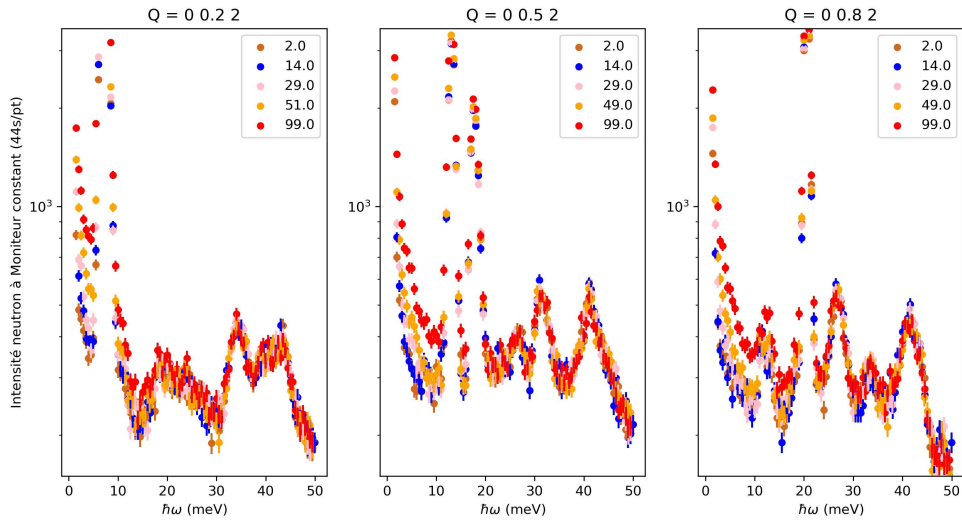 Q = 0 0.2 2
Q = 0 0.5 2
Q = 0 0.8 2
Intensité neutron à Moniteur constant (44s/pt)
10³
2.0
14.0
29.0
51.0
99.0
0 10 20 30 40 50
ħω (meV)
10³
2.0
14.0
29.0
49.0
99.0
0 10 20 30 40 50
ħω (meV)
10³
2.0
14.0
29.0
49.0
99.0
0 10 20 30 40 50
ħω (meV)